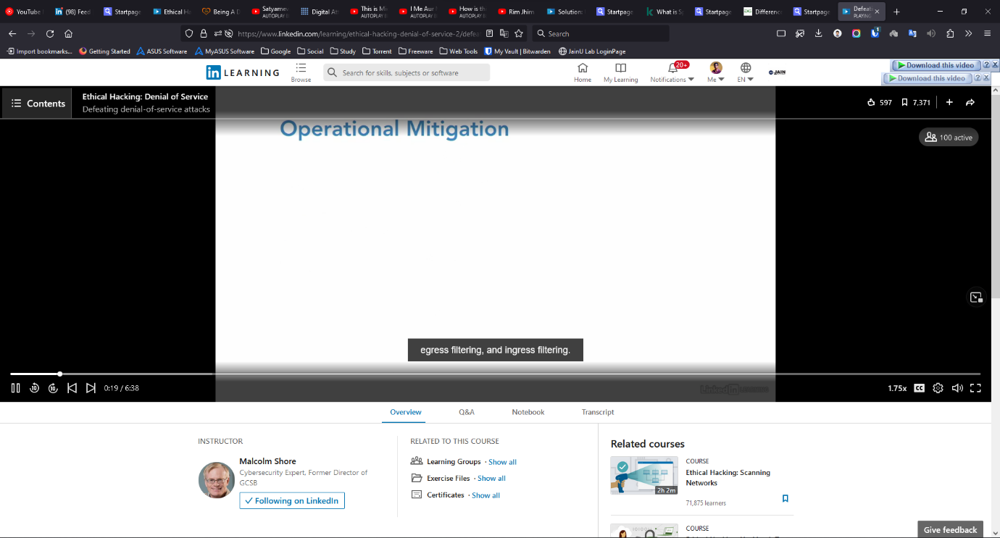 YouTube
(98) Feed
Startpage
Ethical Ha
Being A D
Satyamev
AUTOPLAY
Digital At
This is Mi
AUTOPLAY
I Me Aur
AUTOPLAY
How is the
AUTOPLAY
Rim Jhim
Solution:
Startpage
What is Sp
Startpage
Difference
Startpage
Defeati
PLAYING
https://www.linkedin.com/learning/ethical-hacking-denial-of-service-2/defea
Search
Import bookmarks...
Getting Started
ASUS Software
MyASUS Software
Google
Social
Study
Torrent
Freeware
Web Tools
My Vault | Bitwarden
JainU Lab LoginPage
in LEARNING
Browse
Search for skills, subjects or software
Home
My Learning
20+
Notifications
Me
EN
JAIN
Download this video
Download this video
Contents
Ethical Hacking: Denial of Service
Defeating denial-of-service attacks
597
7,371
Operational Mitigation
100 active
egress filtering, and ingress filtering.
10
10
0:19 / 6:38
1.75x
CC
Overview
Q&A
Notebook
Transcript
INSTRUCTOR
Malcolm Shore
Cybersecurity Expert, Former Director of
GCSB
Following on LinkedIn
RELATED TO THIS COURSE
Learning Groups · Show all
Exercise Files · Show all
Certificates · Show all
Related courses
COURSE
Ethical Hacking: Scanning
Networks
2h 2m
71,875 learners
COURSE
Give feedback